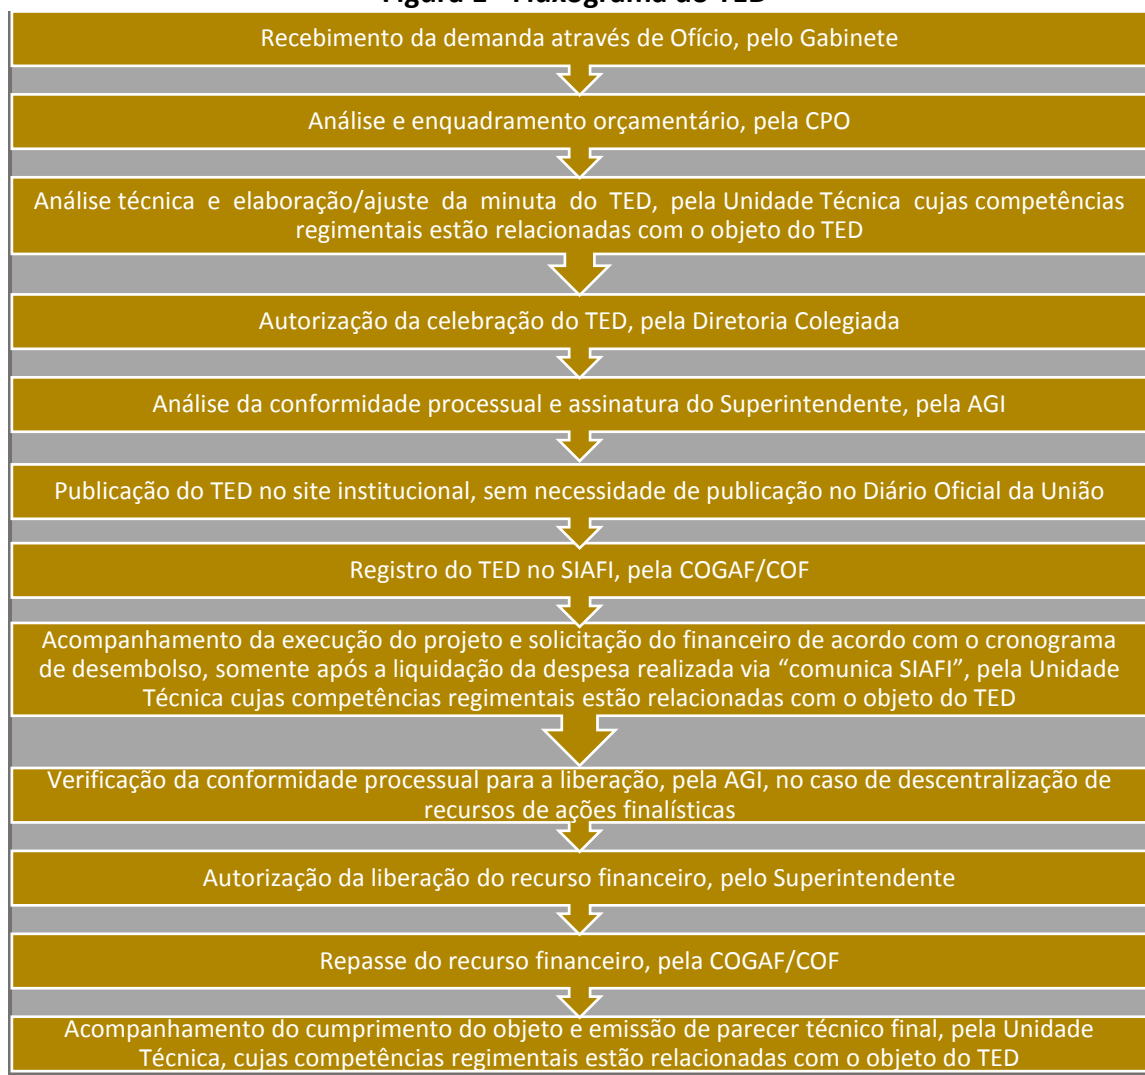 Figura 1 - Fluxograma do TED
Recebimento da demanda através de Ofício, pelo Gabinete
Análise e enquadramento orçamentário, pela CPO
Análise técnica e elaboração/ajuste da minuta do TED, pela Unidade Técnica cujas competências
regimentais estão relacionadas com o objeto do TED
Autorização da celebração do TED, pela Diretoria Colegiada
Análise da conformidade processual e assinatura do Superintendente, pela AGI
Publicação do TED no site institucional, sem necessidade de publicação no Diário Oficial da União
Registro do TED no SIAFI, pela COGAF/COF
Acompanhamento da execução do projeto e solicitação do financeiro de acordo com o cronograma
de desembolso, somente após a liquidação da despesa realizada via “comunica SIAFI”, pela Unidade
Técnica cujas competências regimentais estão relacionadas com o objeto do TED
Verificação da conformidade processual para a liberação, pela AGI, no caso de descentralização de
recursos de ações finalísticas
Autorização da liberação do recurso financeiro, pelo Superintendente
Repasse do recurso financeiro, pela COGAF/COF
Acompanhamento do cumprimento do objeto e emissão de parecer técnico final, pela Unidade
Técnica, cujas competências regimentais estão relacionadas com o objeto do TED